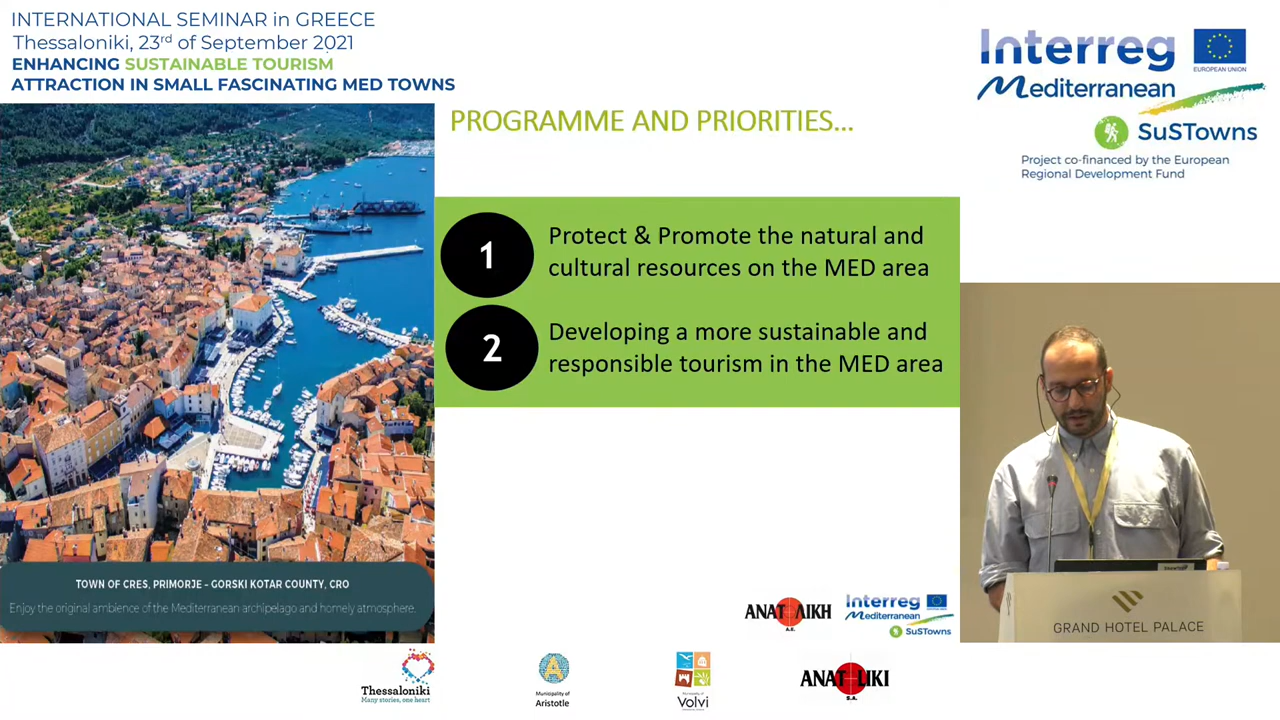 INTERNATIONAL SEMINAR in GREECE
Thessaloniki, 23rd of September 2021
ENHANCING SUSTAINABLE TOURISM
ATTRACTION IN SMALL FASCINATING MED TOWNS
Interreg
EUROPEAN UNION
Mediterranean
SuSTowns
Project co-financed by the European
Regional Development Fund
PROGRAMME AND PRIORITIES...
1
Protect & Promote the natural and
cultural resources on the MED area
2
Developing a more sustainable and
responsible tourism in the MED area
TOWN OF CRES, PRIMORJE - GORSKI KOTAR COUNTY, CRO
Enjoy the original ambience of the Mediterranean archipelago and homely atmosphere.
ΑΝΑΤΛΙΚΗ
Α.Ε.
Interreg
Mediterranean
SuSTowns
GRAND HOTEL PALACE
Thessaloniki
Many stories, one heart
Municipality of
Aristotle
Volvi
ANATLIKI
S.A.